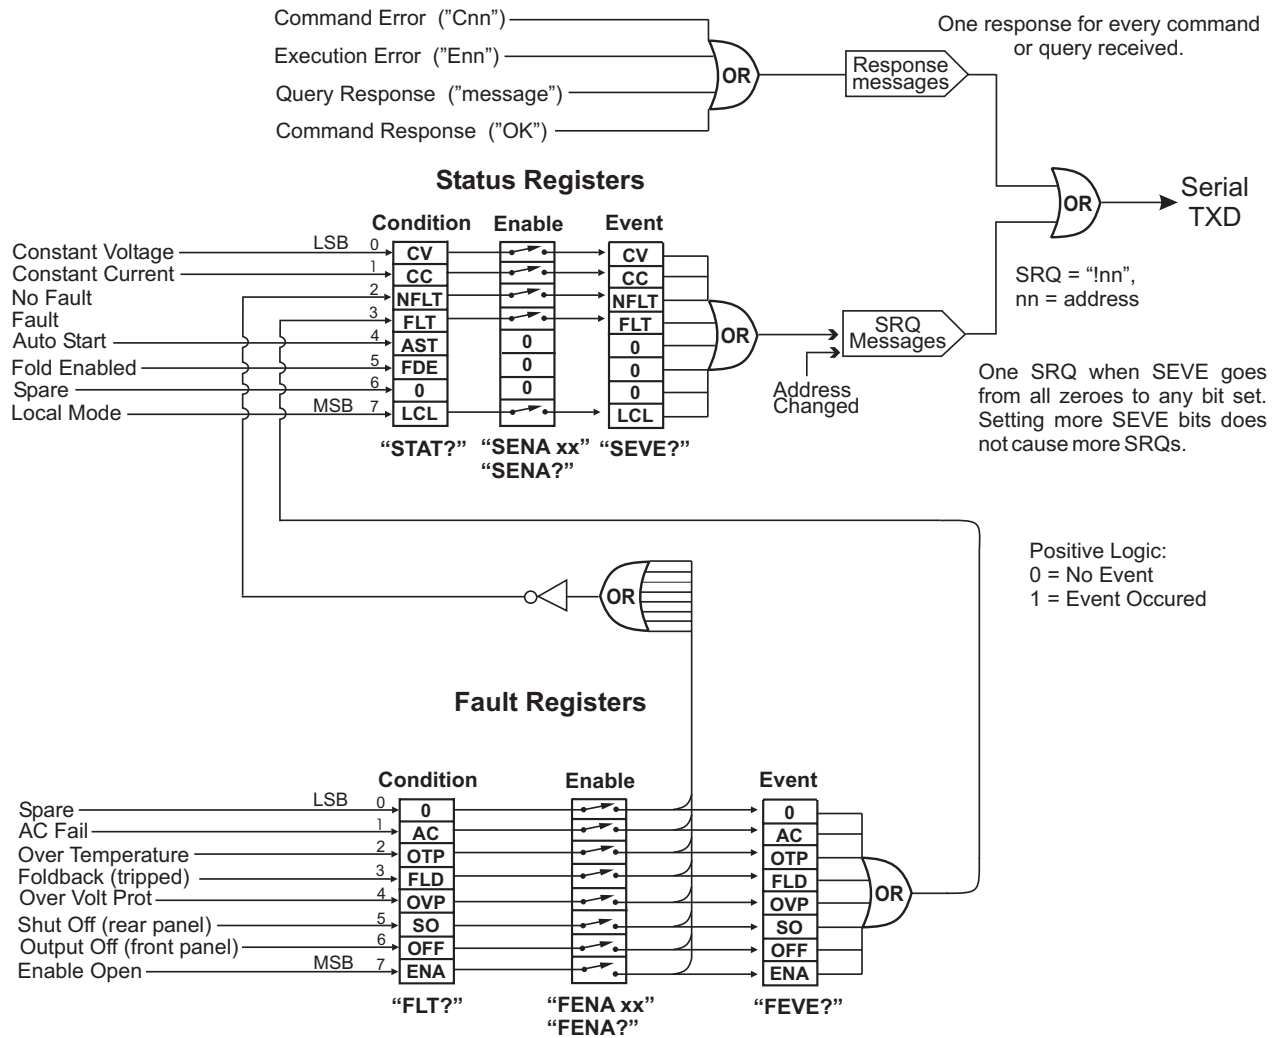 Command Error ("Cnn")
Execution Error ("Enn")
Query Response ("message")
Command Response ("OK")
OR
Response
messages
One response for every command
or query received.
OR
Serial
TXD
SRQ = “!nn”,
nn = address
Status Registers
Condition Enable Event
Constant Voltage LSB 0 CV CV
Constant Current 1 CC CC
No Fault 2 NFLT NFLT
Fault 3 FLT FLT
Auto Start 4 AST 0 0
Fold Enabled 5 FDE 0 0
Spare 6 0 0 0
Local Mode MSB 7 LCL LCL
“STAT?” “SENA xx” “SEVE?”
“SENA?”
OR
SRQ
Messages
Address
Changed
One SRQ when SEVE goes
from all zeroes to any bit set.
Setting more SEVE bits does
not cause more SRQs.
Positive Logic:
0 = No Event
1 = Event Occured
OR
Fault Registers
Condition Enable Event
Spare LSB 0 0 0
AC Fail 1 AC AC
Over Temperature 2 OTP OTP
Foldback (tripped) 3 FLD FLD
Over Volt Prot 4 OVP OVP
Shut Off (rear panel) 5 SO SO
Output Off (front panel) 6 OFF OFF
Enable Open MSB 7 ENA ENA
OR
“FLT?” “FENA xx” “FEVE?”
“FENA?”